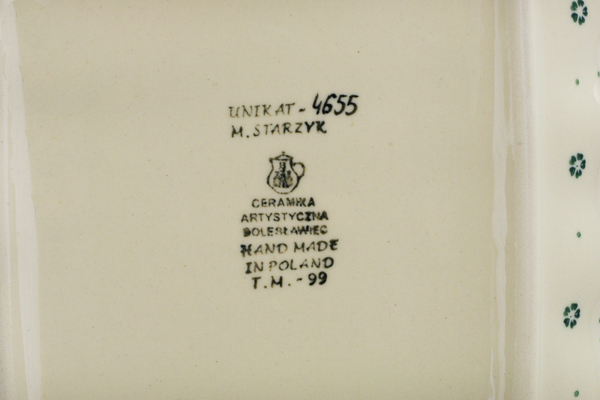 UNIKAT - 4655
M. STARZYK
CERAMIKA
ARTYSTYCZNA
BOLESŁAWIEC
HAND MADE
IN POLAND
T.M. - 99